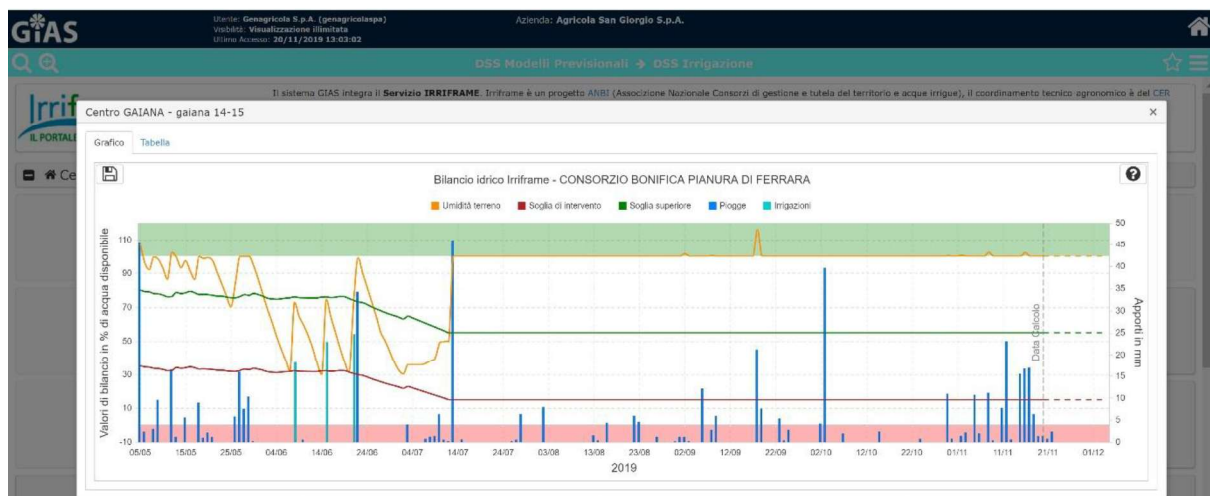 GiAS
Utente: Genagricola S.p.A. (genagricolaspa)
Visibilità: Visualizzazione illimitata
Ultimo Accesso: 20/11/2019 13:03:02
Azienda: Agricola San Giorgio S.p.A.
DSS Modelli Previsionali → DSS Irrigazione
Il sistema GIAS integra il Servizio IRRIFRAME. Irriframe è un progetto ANBI (Associzione Nazionale Consorzi di gestione e tutela del territorio e acque irrigue), il coordinamento tecnico-agronomico è del CER
Irrif
IL PORTAL
Ce
Centro GAIANA - gaiana 14-15
×
Grafico Tabella
Bilancio idrico Irriframe - CONSORZIO BONIFICA PIANURA DI FERRARA
?
Umidità terreno Soglia di intervento Soglia superiore Piogge Irrigazioni
Valori di bilancio in % di acqua disponibile
110
90
70
50
30
10
-10
50
45
40
35
30
25
20
15
10
5
0
Apporti in mm
Data Calcolo
05/05 15/05 25/05 04/06 14/06 24/06 04/07 14/07 24/07 03/08 13/08 23/08 02/09 12/09 22/09 02/10 12/10 22/10 01/11 11/11 21/11 01/12
2019